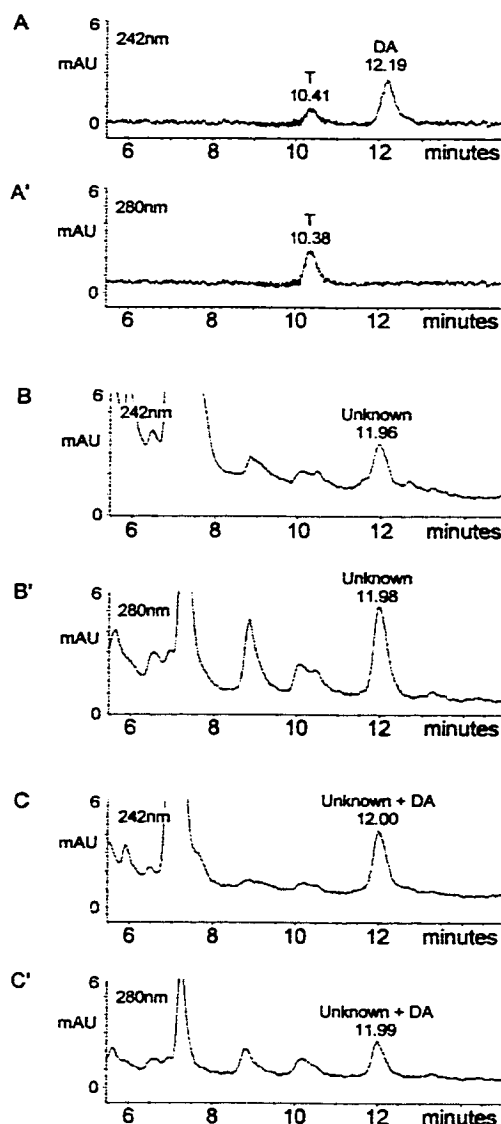 A
6
242nm
mAU
0
T
10.41
DA
12.19
6 8 10 12 minutes
A'
6
280nm
mAU
0
T
10.38
6 8 10 12 minutes
B
6
242nm
mAU
0
Unknown
11.96
6 8 10 12 minutes
B'
6
280nm
mAU
0
Unknown
11.98
6 8 10 12 minutes
C
6
242nm
mAU
0
Unknown + DA
12.00
6 8 10 12 minutes
C'
6
280nm
mAU
0
Unknown + DA
11.99
6 8 10 12 minutes